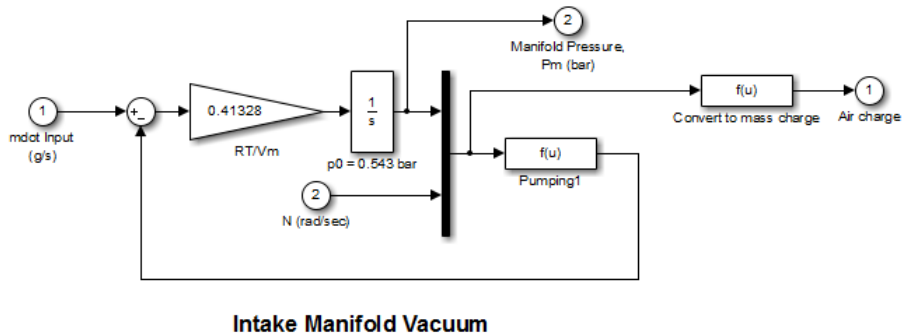 2
Manifold Pressure,
Pm (bar)
1
mdot Input
(g/s)
+
−
0.41328
RT/Vm
1
s
p0 = 0.543 bar
2
N (rad/sec)
f(u)
Pumping1
f(u)
Convert to mass charge
1
Air charge
Intake Manifold Vacuum